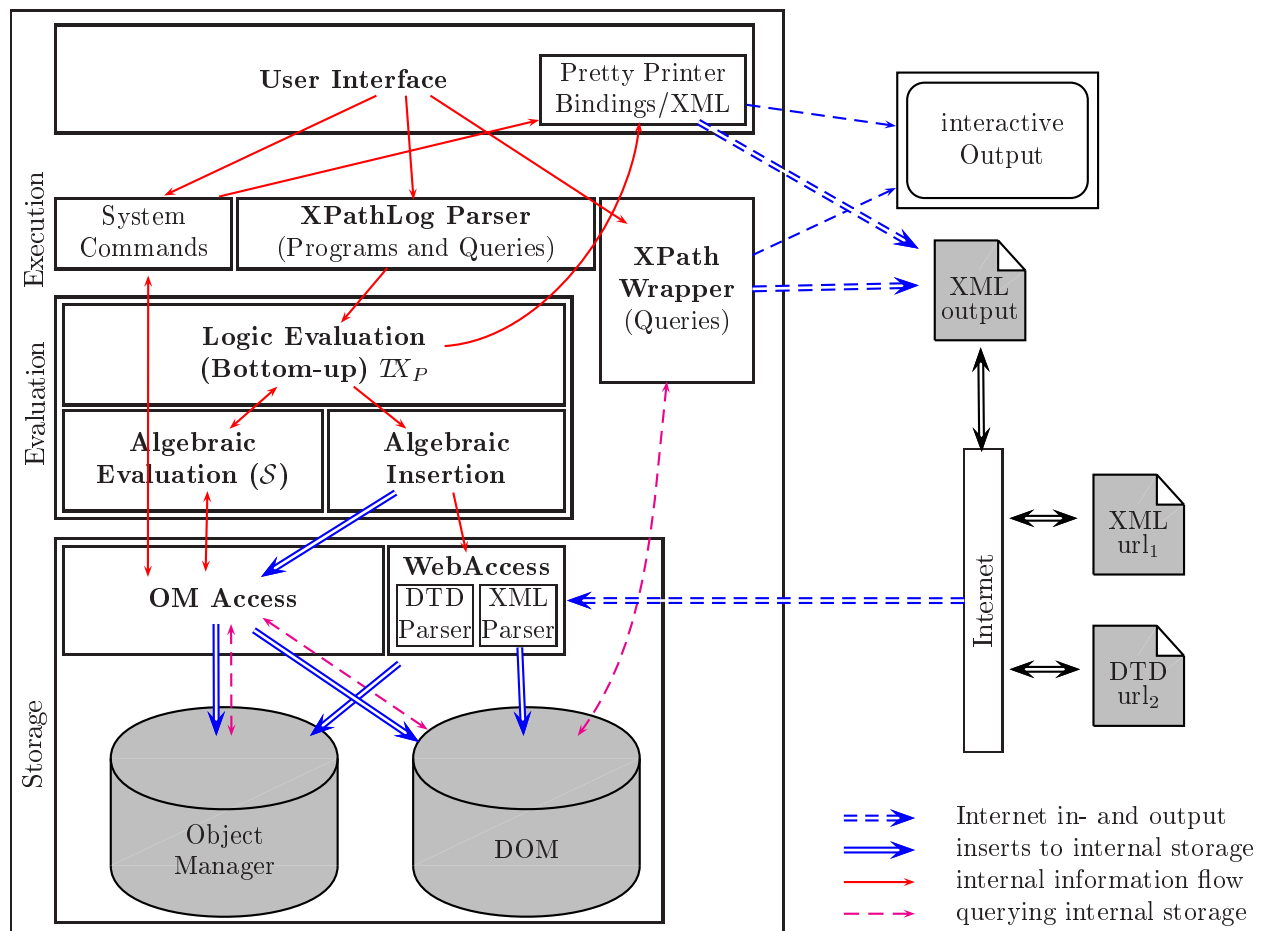 User Interface
Pretty Printer
Bindings/XML
interactive
Output
Execution
System
Commands
XPathLog Parser
(Programs and Queries)
XPath
Wrapper
(Queries)
XML
output
Evaluation
Logic Evaluation
(Bottom-up) TX_P
Algebraic
Evaluation (S)
Algebraic
Insertion
XML
url₁
Storage
OM Access
WebAccess
DTD
Parser
XML
Parser
Internet
DTD
url₂
Object
Manager
DOM
Internet in- and output
inserts to internal storage
internal information flow
querying internal storage